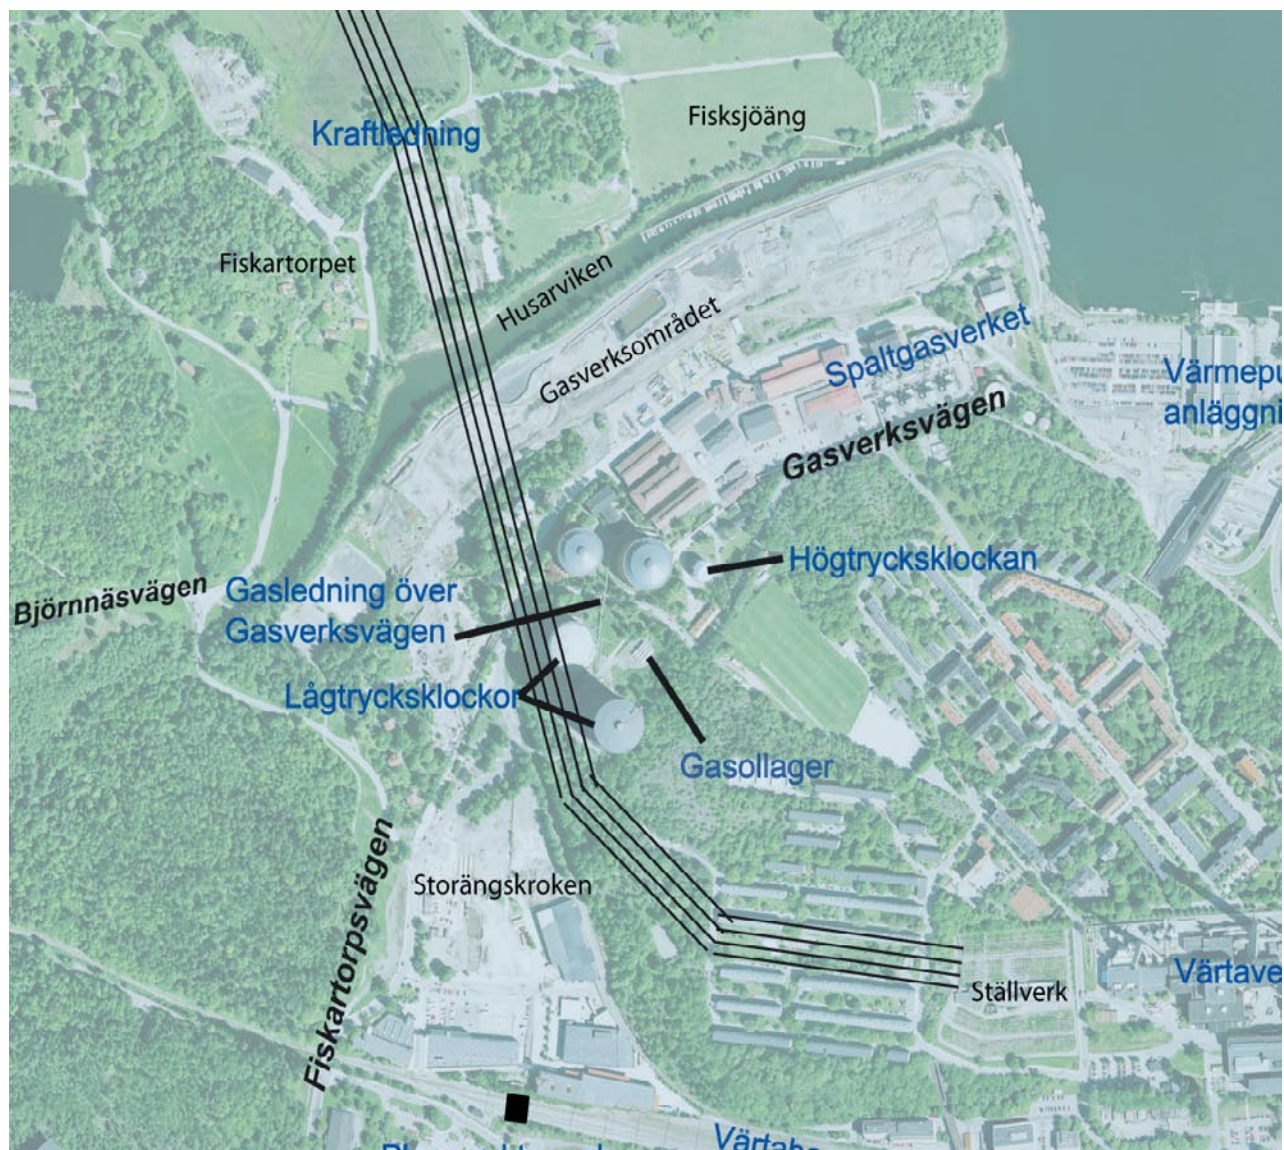 Fisksjöäng
Kraftledning
Fiskartorpet
Husarviken
Gasverksområdet
Spaltgasverket
Värmepu
anläggni
Gasverksvägen
Högtrycksklockan
Björnnäsvägen
Gasledning över
Gasverksvägen
Lågtrycksklockor
Gasollager
Fiskartorpsvägen
Storängskroken
Värtave
Ställverk